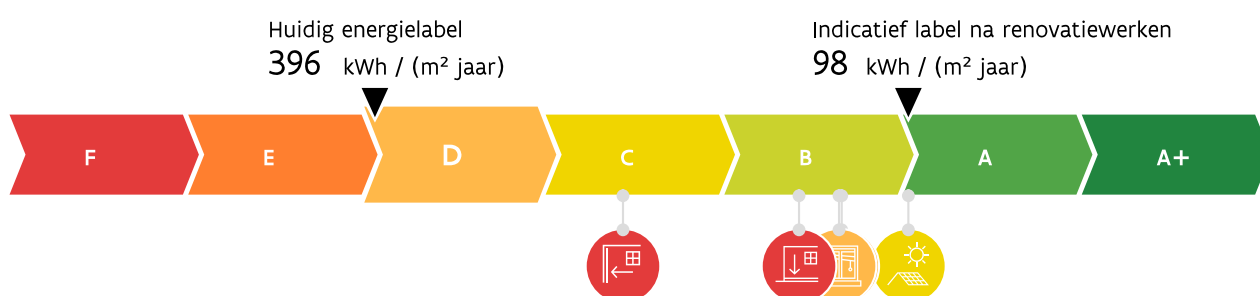 Huidig energielabel
396 kWh / (m² jaar)
Indicatief label na renovatiewerken
98 kWh / (m² jaar)
F E D C B A A+